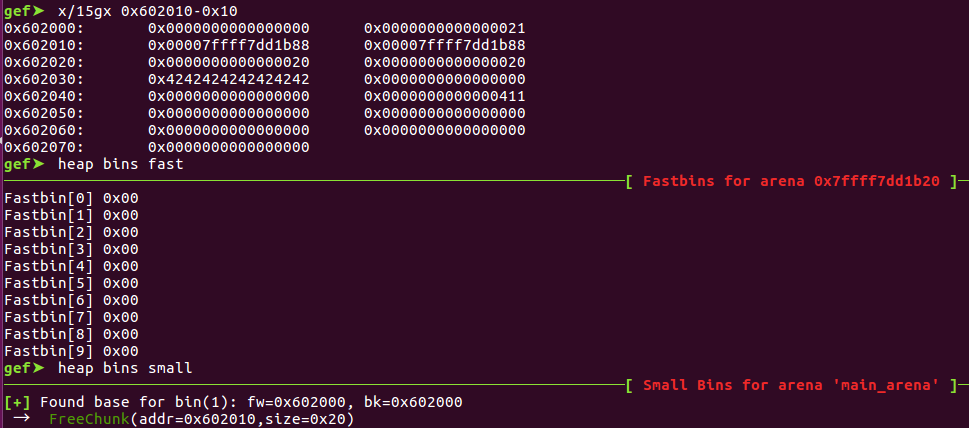 gef➤  x/15gx 0x602010-0x10
0x602000:	0x0000000000000000	0x0000000000000021
0x602010:	0x00007ffff7dd1b88	0x00007ffff7dd1b88
0x602020:	0x0000000000000020	0x0000000000000020
0x602030:	0x4242424242424242	0x0000000000000000
0x602040:	0x0000000000000000	0x0000000000000411
0x602050:	0x0000000000000000	0x0000000000000000
0x602060:	0x0000000000000000	0x0000000000000000
0x602070:	0x0000000000000000
gef➤  heap bins fast
[ Fastbins for arena 0x7ffff7dd1b20 ]
Fastbin[0] 0x00
Fastbin[1] 0x00
Fastbin[2] 0x00
Fastbin[3] 0x00
Fastbin[4] 0x00
Fastbin[5] 0x00
Fastbin[6] 0x00
Fastbin[7] 0x00
Fastbin[8] 0x00
Fastbin[9] 0x00
gef➤  heap bins small
[ Small Bins for arena 'main_arena' ]
[+] Found base for bin(1): fw=0x602000, bk=0x602000
→  FreeChunk(addr=0x602010,size=0x20)